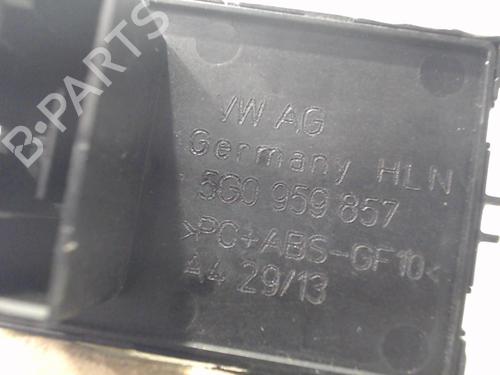 B-PARTS
VW AG
Germany HLN
5G0 959 857
>PC+ABS-GF10<
A4 29/13